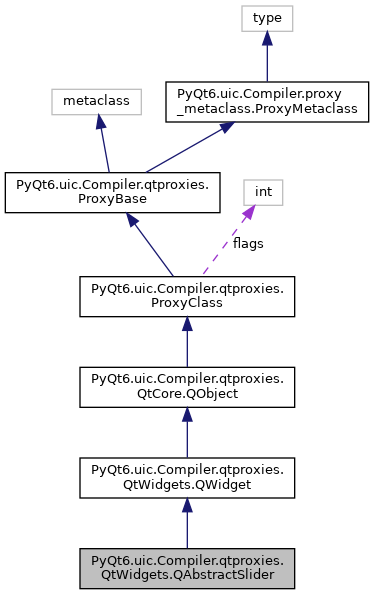 type
PyQt6.uic.Compiler.proxy
_metaclass.ProxyMetaclass
metaclass
PyQt6.uic.Compiler.qtproxies.
ProxyBase
int
flags
PyQt6.uic.Compiler.qtproxies.
ProxyClass
PyQt6.uic.Compiler.qtproxies.
QtCore.QObject
PyQt6.uic.Compiler.qtproxies.
QtWidgets.QWidget
PyQt6.uic.Compiler.qtproxies.
QtWidgets.QAbstractSlider